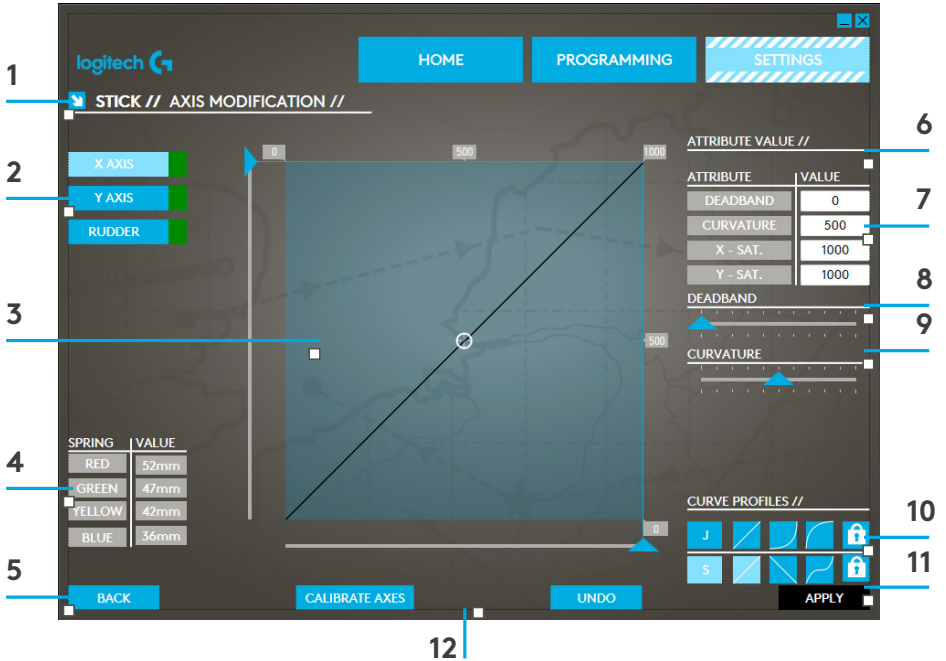 logitech G
HOME
PROGRAMMING
SETTINGS
1
STICK // AXIS MODIFICATION //
2
X AXIS
Y AXIS
RUDDER
0
500
1000
3
500
0
SPRING VALUE
RED 52mm
4
GREEN 47mm
YELLOW 42mm
BLUE 36mm
5
BACK
CALIBRATE AXES
UNDO
12
6
ATTRIBUTE VALUE //
ATTRIBUTE VALUE
DEADBAND 0
7
CURVATURE 500
X - SAT. 1000
Y - SAT. 1000
8
DEADBAND
9
CURVATURE
CURVE PROFILES //
10
J
S
11
APPLY